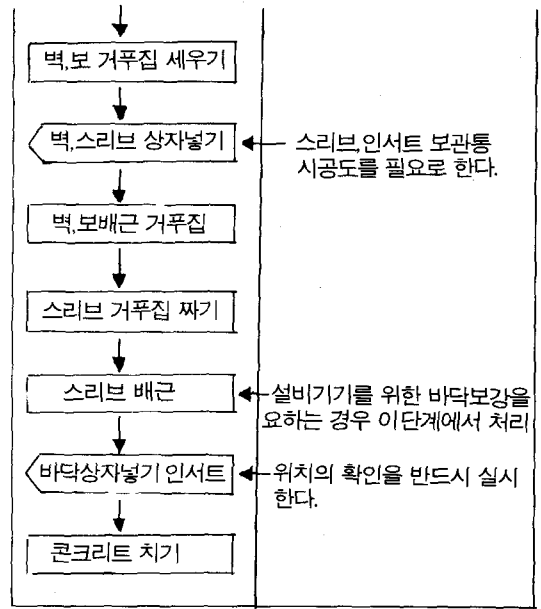 벽,보 거푸집 세우기
벽,스리브 상자넣기
스리브,인서트 보관통
시공도를 필요로 한다.
벽,보배근 거푸집
스리브 거푸집 짜기
스리브 배근
설비기기를 위한 바닥보강을
요하는 경우 이단계에서 처리
바닥상자넣기 인서트
위치의 확인을 반드시 실시
한다.
콘크리트 치기